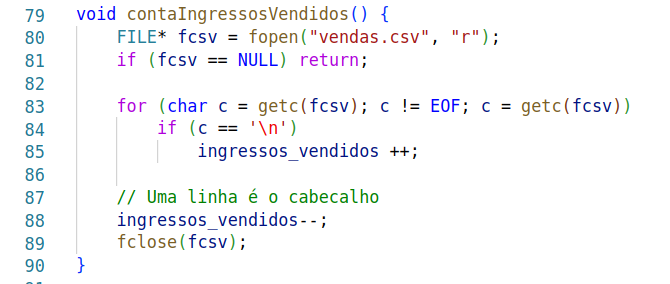 79 void contaIngressosVendidos() {
80 FILE* fcsv = fopen("vendas.csv", "r");
81 if (fcsv == NULL) return;
82
83 for (char c = getc(fcsv); c != EOF; c = getc(fcsv))
84 if (c == '\n')
85 ingressos_vendidos ++;
86
87 // Uma linha é o cabecalho
88 ingressos_vendidos--;
89 fclose(fcsv);
90 }